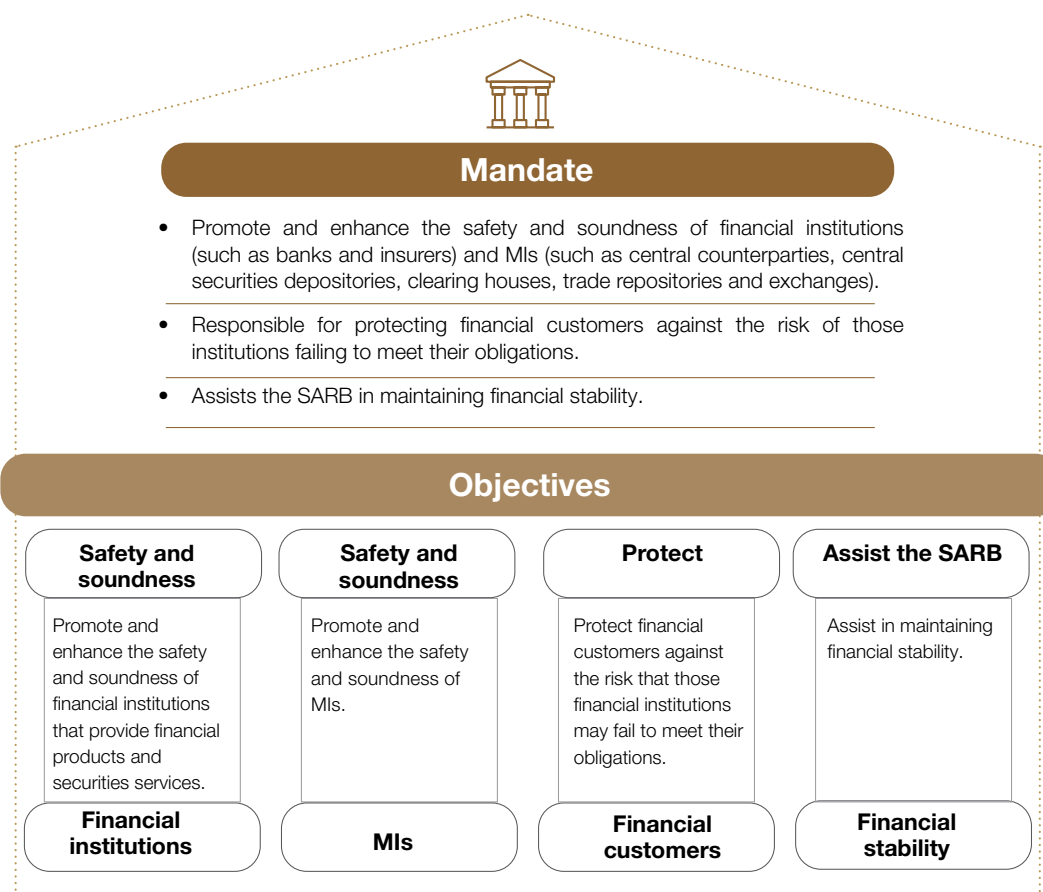 Mandate
• Promote and enhance the safety and soundness of financial institutions
(such as banks and insurers) and MIs (such as central counterparties, central
securities depositories, clearing houses, trade repositories and exchanges).
• Responsible for protecting financial customers against the risk of those
institutions failing to meet their obligations.
• Assists the SARB in maintaining financial stability.
Objectives
Safety and
soundness
Promote and
enhance the safety
and soundness of
financial institutions
that provide financial
products and
securities services.
Financial
institutions
Safety and
soundness
Promote and
enhance the safety
and soundness of
MIs.
MIs
Protect
Protect financial
customers against
the risk that those
financial institutions
may fail to meet their
obligations.
Financial
customers
Assist the SARB
Assist in maintaining
financial stability.
Financial
stability